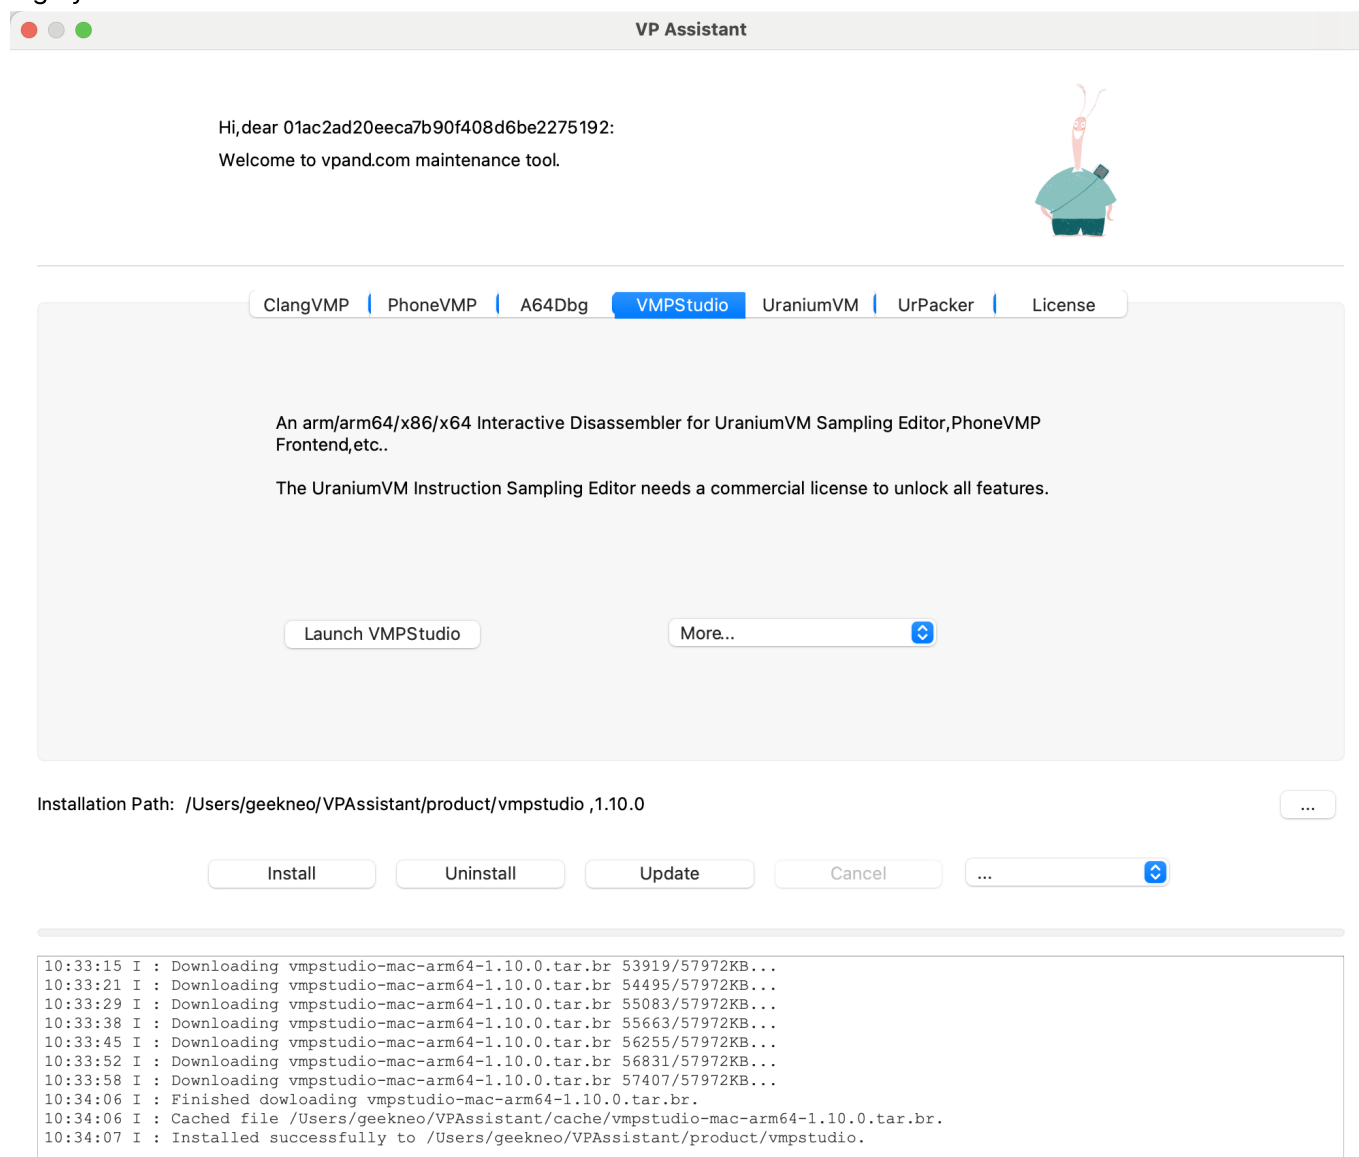 VP Assistant
Hi,dear 01ac2ad20eeca7b90f408d6be2275192:
Welcome to vpand.com maintenance tool.
ClangVMP PhoneVMP A64Dbg VMPStudio UraniumVM UrPacker License
An arm/arm64/x86/x64 Interactive Disassembler for UraniumVM Sampling Editor,PhoneVMP
Frontend,etc..
The UraniumVM Instruction Sampling Editor needs a commercial license to unlock all features.
Launch VMPStudio More...
Installation Path: /Users/geekneo/VPAssistant/product/vmpstudio ,1.10.0 ...
Install Uninstall Update Cancel ...
10:33:15 I : Downloading vmpstudio-mac-arm64-1.10.0.tar.br 53919/57972KB...
10:33:21 I : Downloading vmpstudio-mac-arm64-1.10.0.tar.br 54495/57972KB...
10:33:29 I : Downloading vmpstudio-mac-arm64-1.10.0.tar.br 55083/57972KB...
10:33:38 I : Downloading vmpstudio-mac-arm64-1.10.0.tar.br 55663/57972KB...
10:33:45 I : Downloading vmpstudio-mac-arm64-1.10.0.tar.br 56255/57972KB...
10:33:52 I : Downloading vmpstudio-mac-arm64-1.10.0.tar.br 56831/57972KB...
10:33:58 I : Downloading vmpstudio-mac-arm64-1.10.0.tar.br 57407/57972KB...
10:34:06 I : Finished dowloading vmpstudio-mac-arm64-1.10.0.tar.br.
10:34:06 I : Cached file /Users/geekneo/VPAssistant/cache/vmpstudio-mac-arm64-1.10.0.tar.br.
10:34:07 I : Installed successfully to /Users/geekneo/VPAssistant/product/vmpstudio.